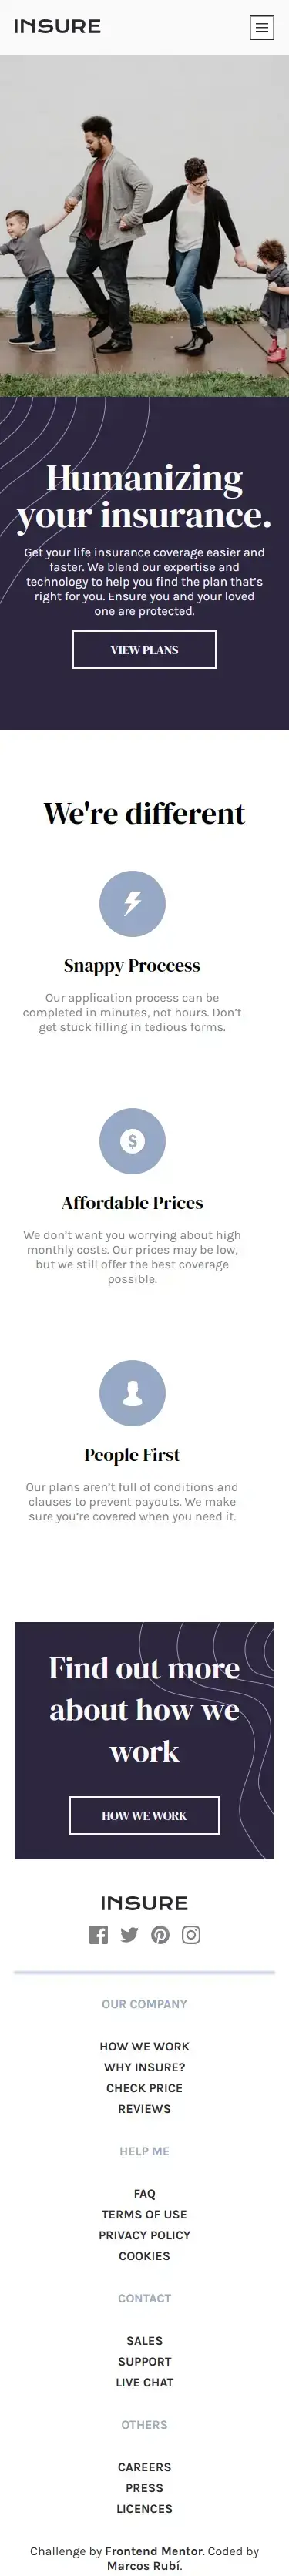 INSURE
Humanizing
your insurance.
Get your life insurance coverage easier and
faster. We blend our expertise and
technology to help you find the plan that’s
right for you. Ensure you and your loved
one are protected.
VIEW PLANS
We're different
Snappy Proccess
Our application process can be
completed in minutes, not hours. Don’t
get stuck filling in tedious forms.
Affordable Prices
We don’t want you worrying about high
monthly costs. Our prices may be low,
but we still offer the best coverage
possible.
People First
Our plans aren’t full of conditions and
clauses to prevent payouts. We make
sure you’re covered when you need it.
Find out more
about how we
work
HOW WE WORK
INSURE
OUR COMPANY
HOW WE WORK
WHY INSURE?
CHECK PRICE
REVIEWS
HELP ME
FAQ
TERMS OF USE
PRIVACY POLICY
COOKIES
CONTACT
SALES
SUPPORT
LIVE CHAT
OTHERS
CAREERS
PRESS
LICENCES
Challenge by Frontend Mentor. Coded by
Marcos Rubí.